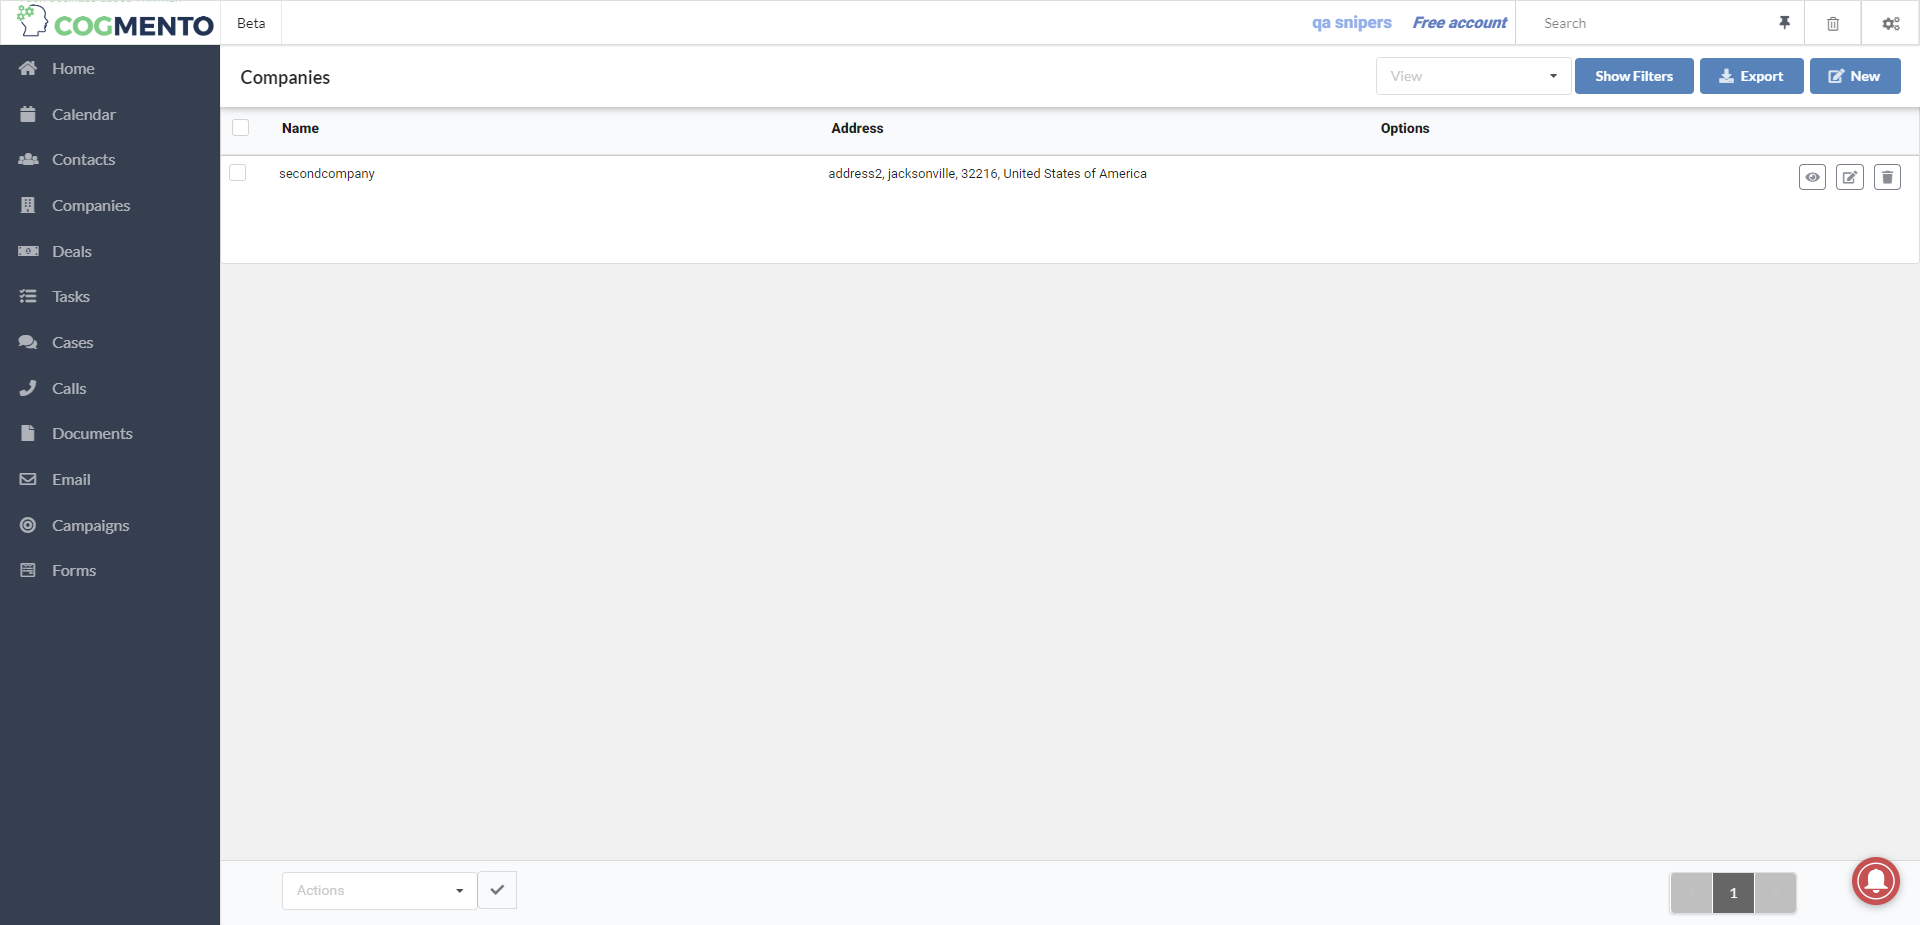 COGMENTO
Beta
qa snipers
Free account
Search
Home
Calendar
Contacts
Companies
Deals
Tasks
Cases
Calls
Documents
Email
Campaigns
Forms
Companies
View
Show Filters
Export
New
Name
Address
Options
secondcompany
address2, jacksonville, 32216, United States of America
Actions
1